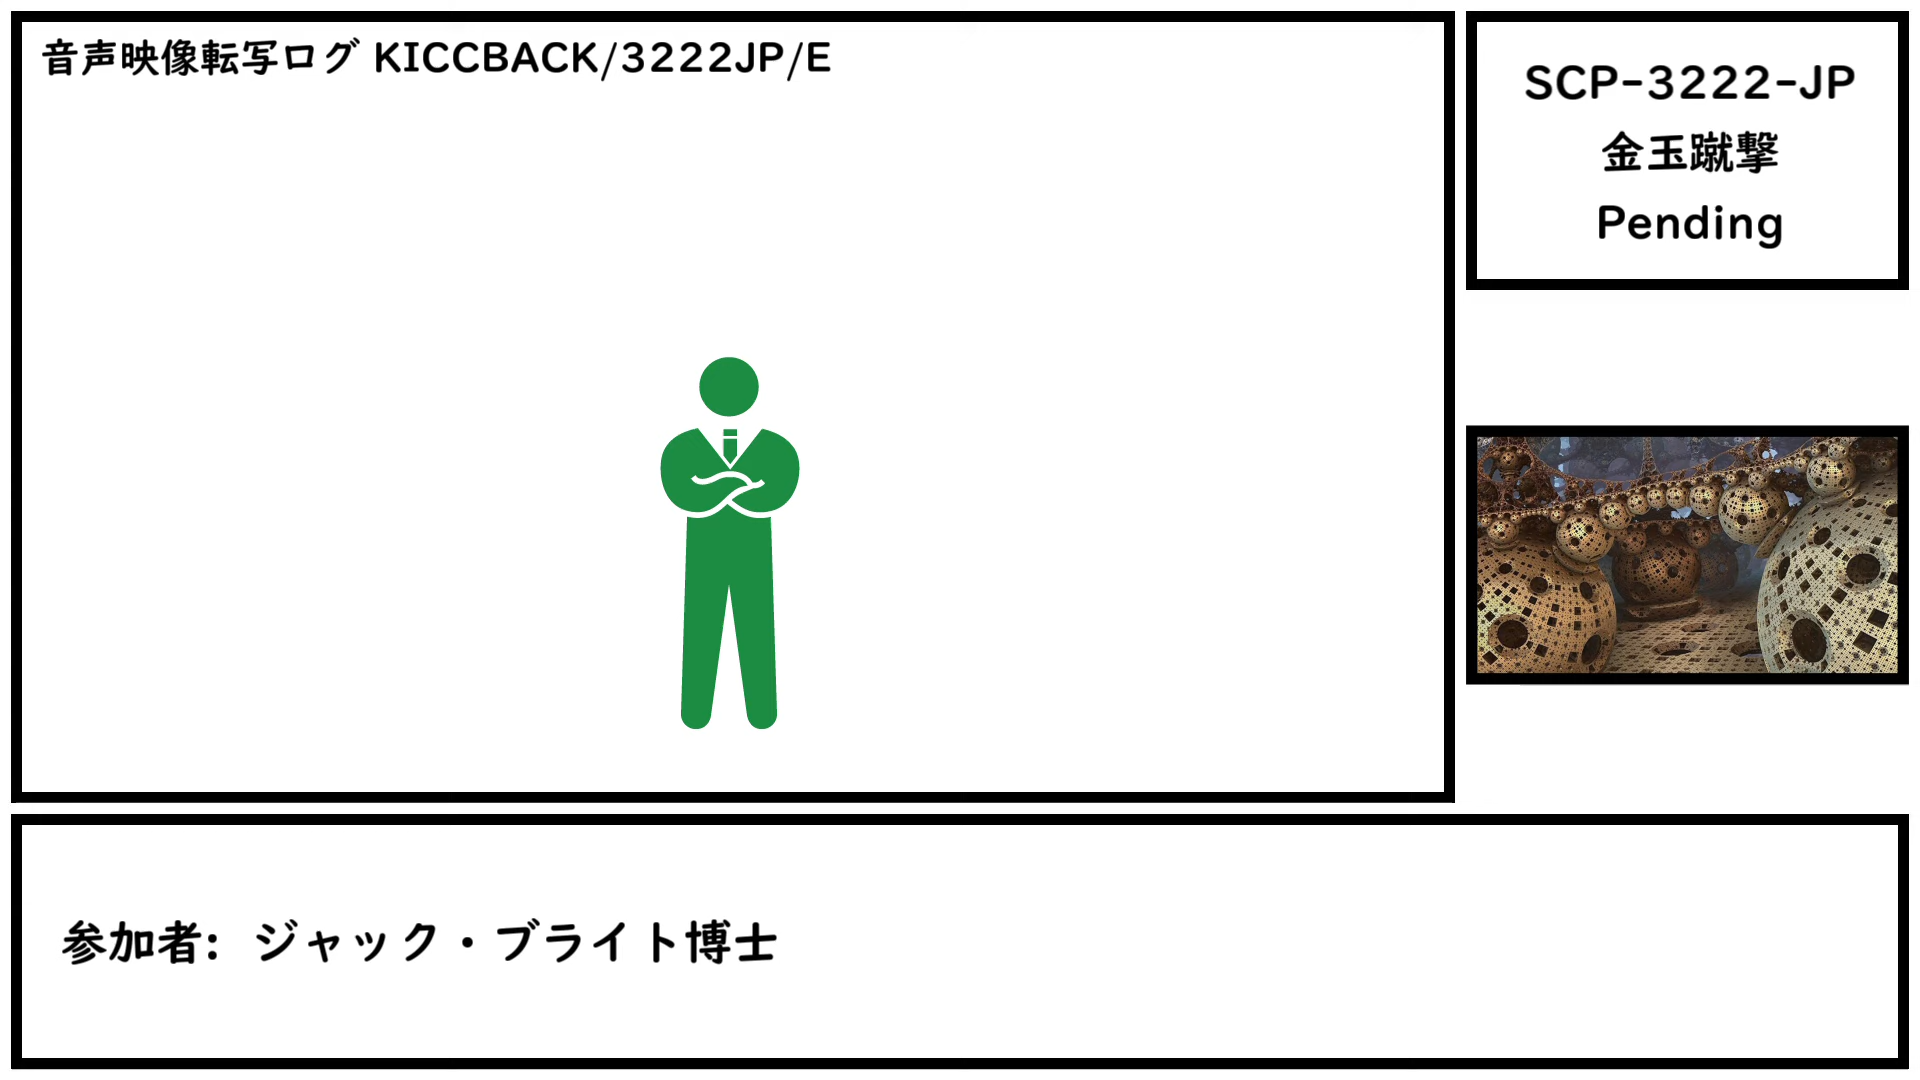 音声映像転写ログ KICCBACK/3222JP/E
SCP-3222-JP
金玉蹴撃
Pending
参加者: ジャック・ブライト博士